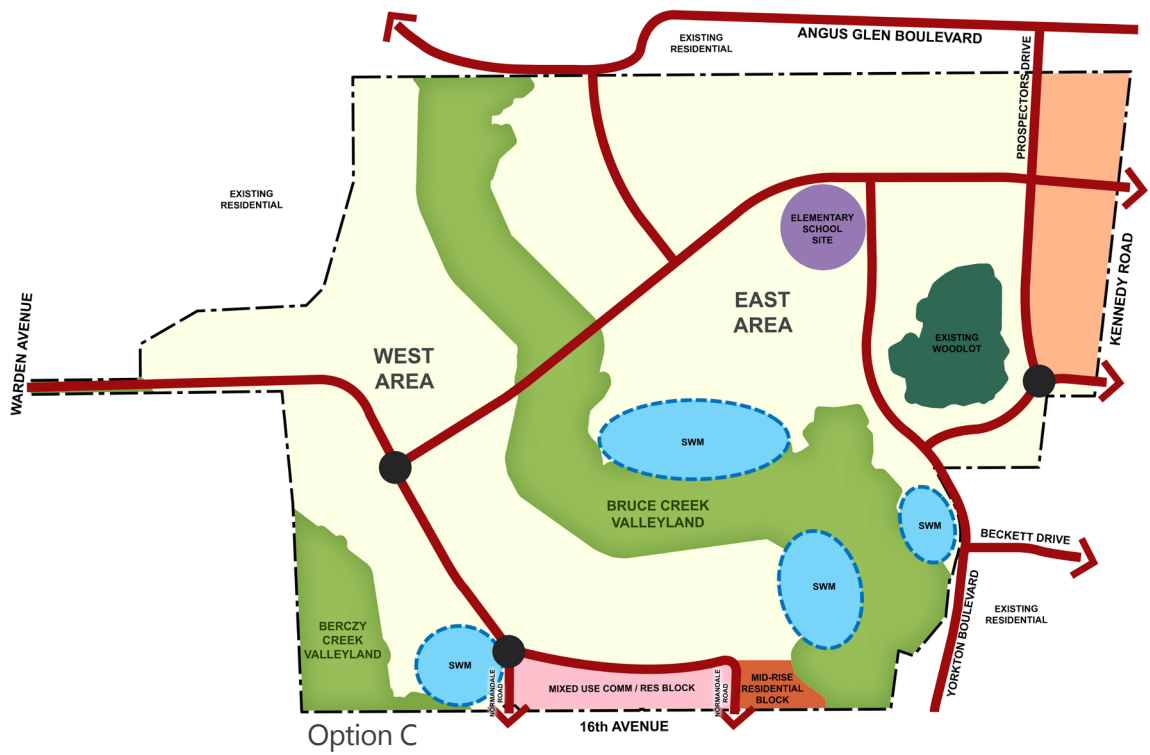 ANGUS GLEN BOULEVARD
EXISTING
RESIDENTIAL
PROSPECTORS DRIVE
EXISTING
RESIDENTIAL
ELEMENTARY
SCHOOL
SITE
KENNEDY ROAD
EAST
AREA
WEST
AREA
EXISTING
WOODLOT
WARDEN AVENUE
SWM
BRUCE CREEK
VALLEYLAND
SWM
BECKETT DRIVE
SWM
EXISTING
RESIDENTIAL
YORKTON BOULEVARD
BERCZY
CREEK
VALLEYLAND
SWM
NORMANDALE
ROAD
MIXED USE COMM / RES BLOCK
NORMANDALE
ROAD
MID-RISE
RESIDENTIAL
BLOCK
16th AVENUE
Option C